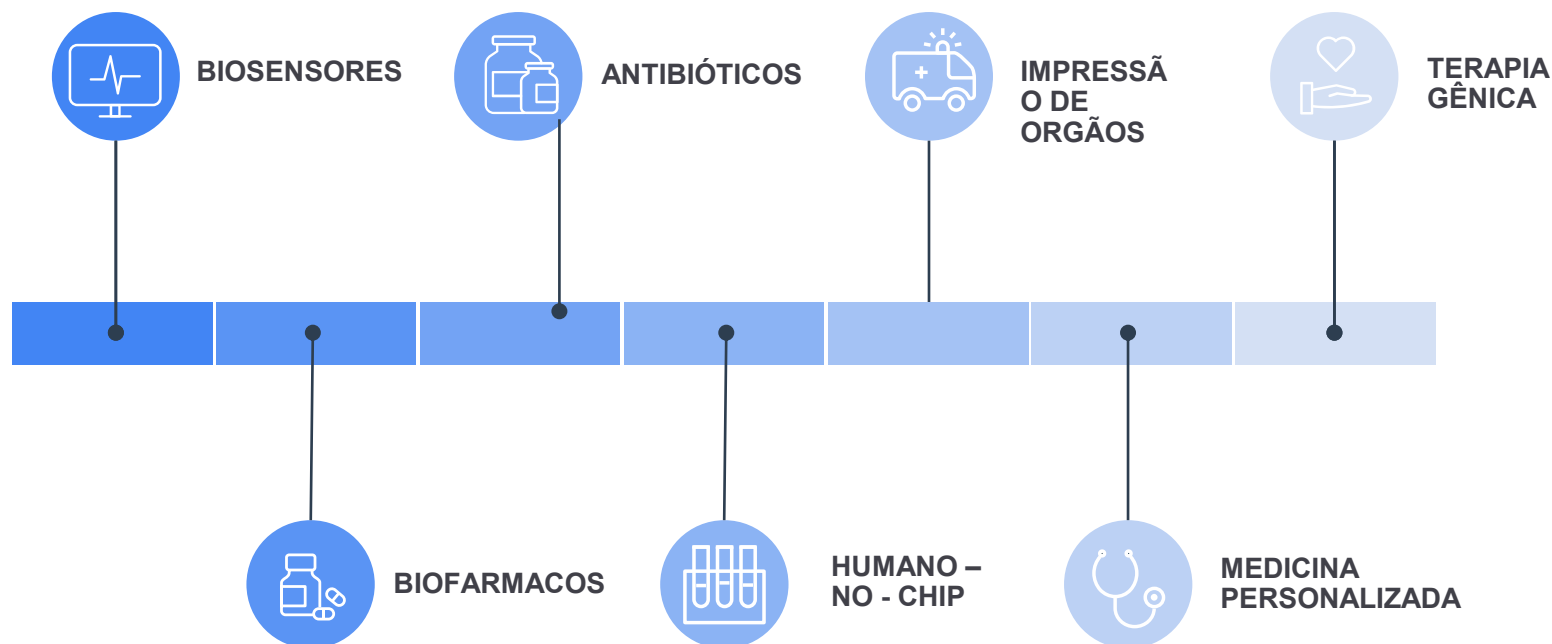 BIOSENSORES
ANTIBIÓTICOS
IMPRESSÃ
O DE
ORGÃOS
TERAPIA
GÊNICA
BIOFARMACOS
HUMANO –
NO - CHIP
MEDICINA
PERSONALIZADA